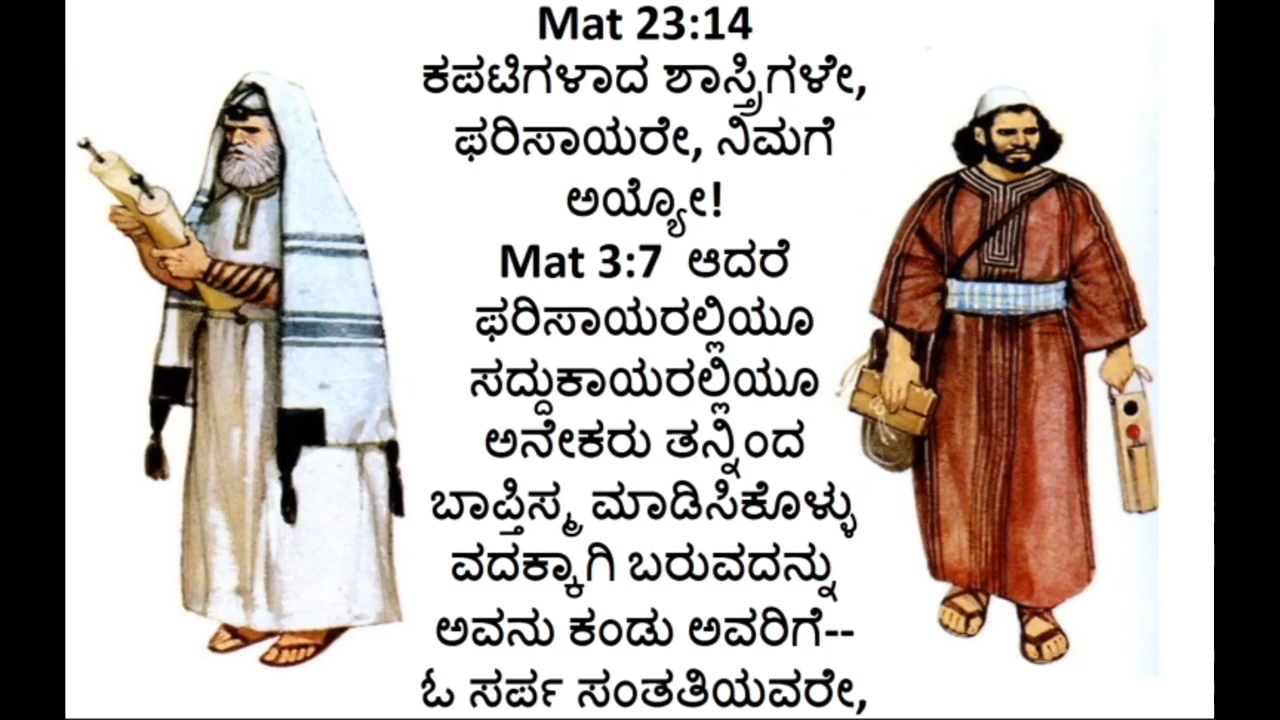 Mat 23:14
ಕಪಟಿಗಳಾದ ಶಾಸ್ತ್ರಿಗಳೇ,
ಫರಿಸಾಯರೇ, ನಿಮಗೆ
ಅಯ್ಯೋ!
Mat 3:7 ಆದರೆ
ಫರಿಸಾಯರಲ್ಲಿಯೂ
ಸದ್ದುಕಾಯರಲ್ಲಿಯೂ
ಅನೇಕರು ತನ್ನಿಂದ
ಬಾಪ್ತಿಸ್ಮ ಮಾಡಿಸಿಕೊಳ್ಳು
ವದಕ್ಕಾಗಿ ಬರುವದನ್ನು
ಅವನು ಕಂಡು ಅವರಿಗೆ--
ಓ ಸರ್ಪ ಸಂತತಿಯವರೇ,